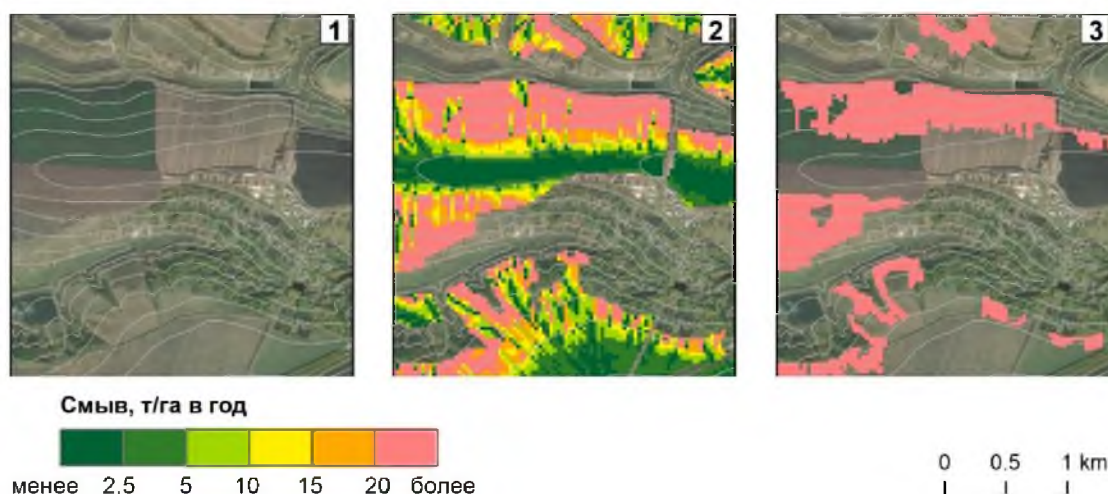 1
2
3
Смыв, т/га в год
менее 2.5 5 10 15 20 более
0 0.5 1 km